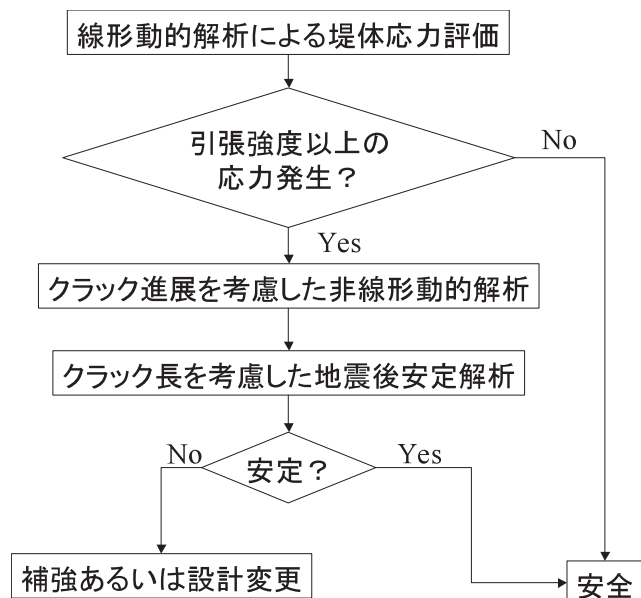 線形動的解析による堤体応力評価
引張強度以上の
応力発生？
No
Yes
クラック進展を考慮した非線形動的解析
クラック長を考慮した地震後安定解析
No
安定？
Yes
補強あるいは設計変更
安全